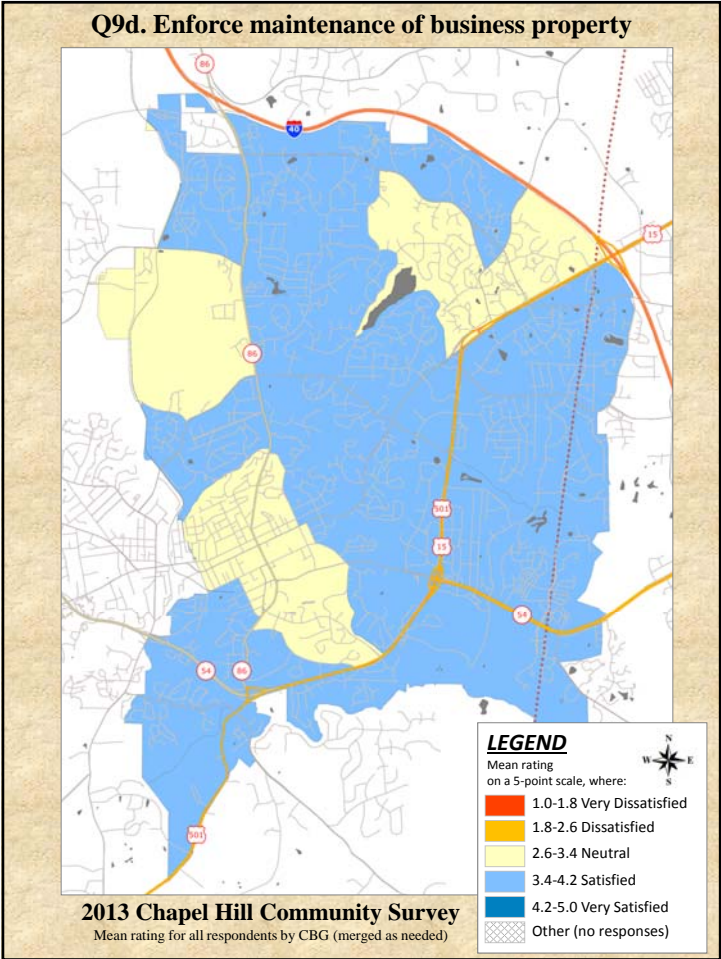 Q9d. Enforce maintenance of business property
86
40
15
86
501
15
54
54
86
501
LEGEND
N
W E
S
Mean rating
on a 5-point scale, where:
1.0-1.8 Very Dissatisfied
1.8-2.6 Dissatisfied
2.6-3.4 Neutral
3.4-4.2 Satisfied
4.2-5.0 Very Satisfied
Other (no responses)
2013 Chapel Hill Community Survey
Mean rating for all respondents by CBG (merged as needed)